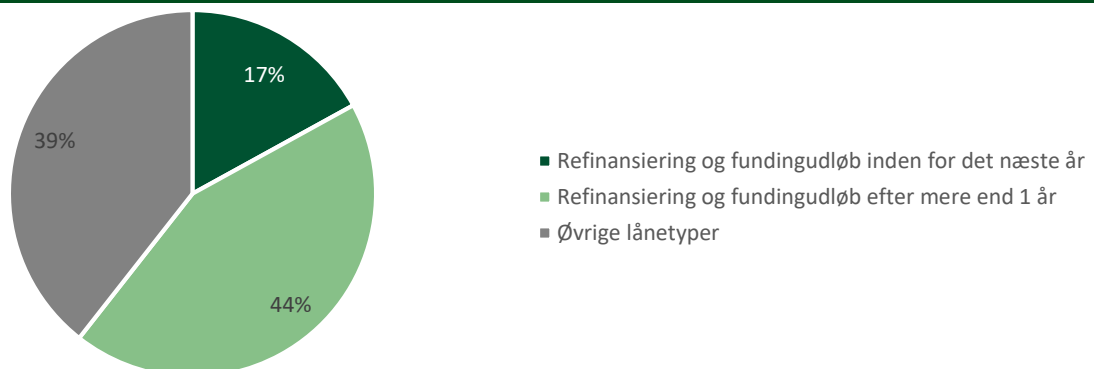 17%
39%
44%
Refinansiering og fundingudløb inden for det næste år
Refinansiering og fundingudløb efter mere end 1 år
Øvrige lånetyper